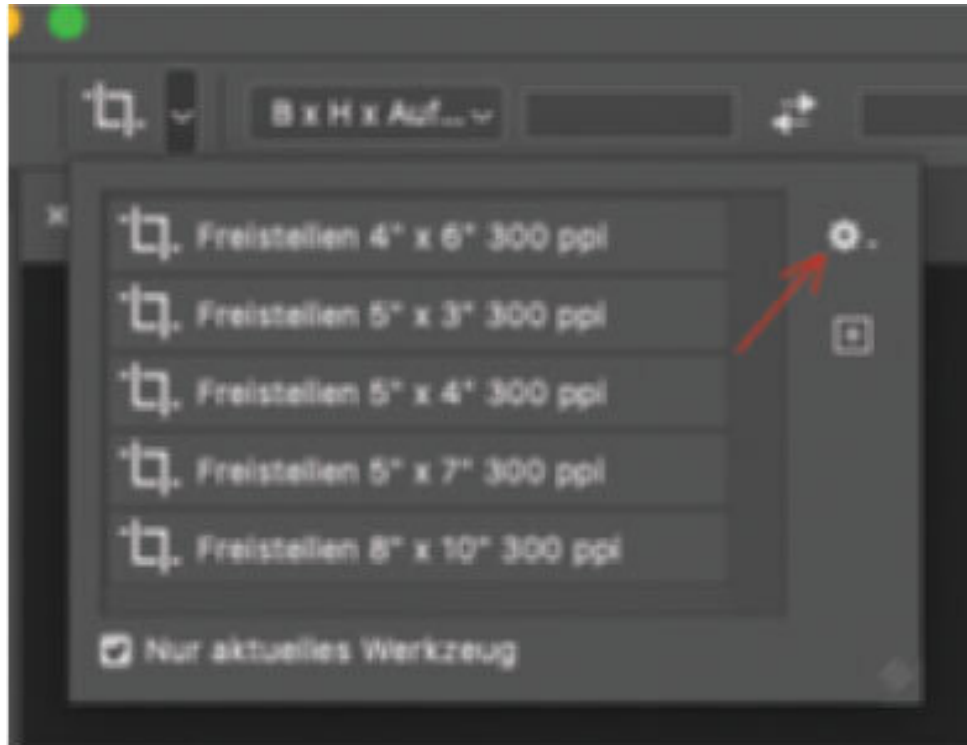 B x H x Auf...
Freistellen 4" x 6" 300 ppi
Freistellen 5" x 3" 300 ppi
Freistellen 5" x 4" 300 ppi
Freistellen 5" x 7" 300 ppi
Freistellen 8" x 10" 300 ppi
Nur aktuelles Werkzeug